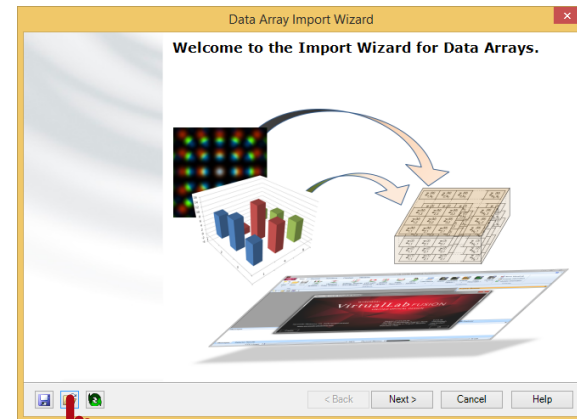 Data Array Import Wizard
Welcome to the Import Wizard for Data Arrays.
VirtualLab FUSION
< Back
Next >
Cancel
Help